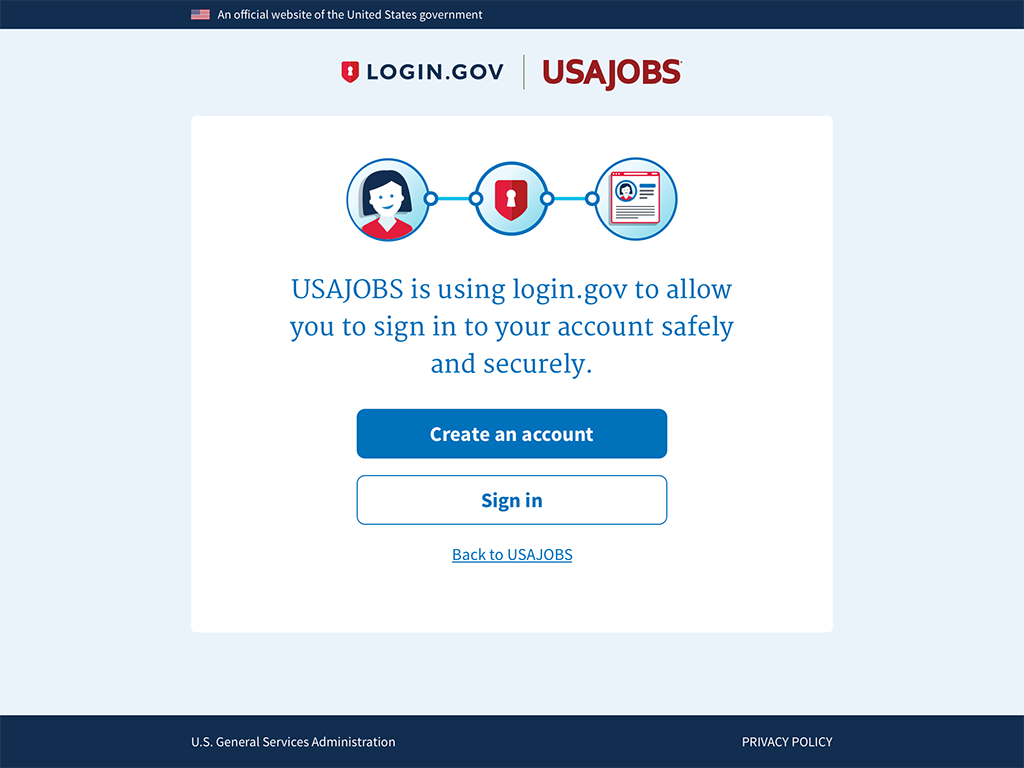 An official website of the United States government
LOGIN.GOV
USAJOBS
USAJOBS is using login.gov to allow
you to sign in to your account safely
and securely.
Create an account
Sign in
Back to USAJOBS
U.S. General Services Administration
PRIVACY POLICY